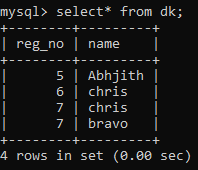 mysql> select* from dk;
+--------+----------+
| reg_no | name     |
+--------+----------+
|      5 | Abhjith |
|      6 | chris   |
|      7 | chris   |
|      7 | bravo   |
+--------+----------+
4 rows in set (0.00 sec)